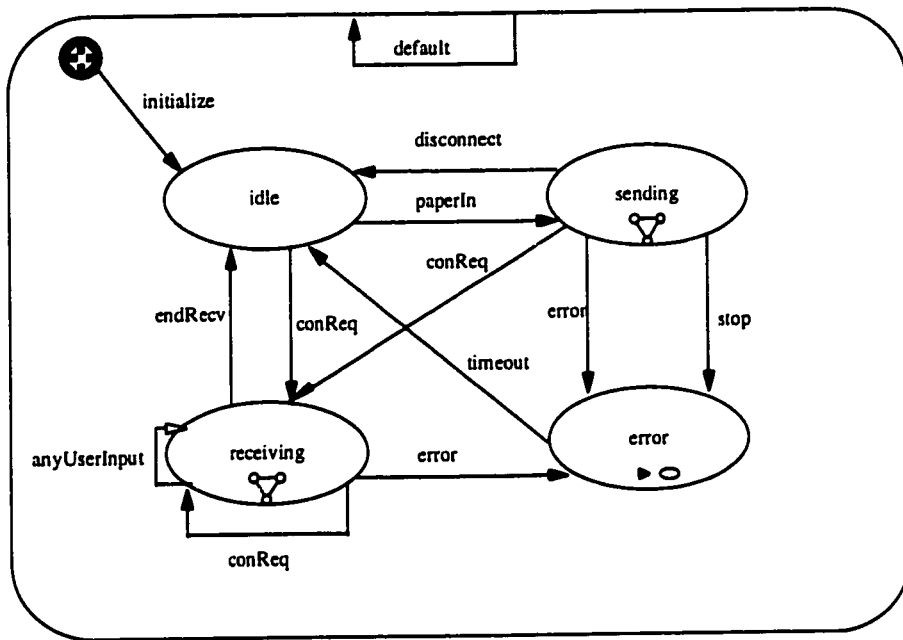 default
initialize
disconnect
idle
paperIn
sending
conReq
endRecv
conReq
error
stop
timeout
anyUserInput
receiving
error
error
conReq